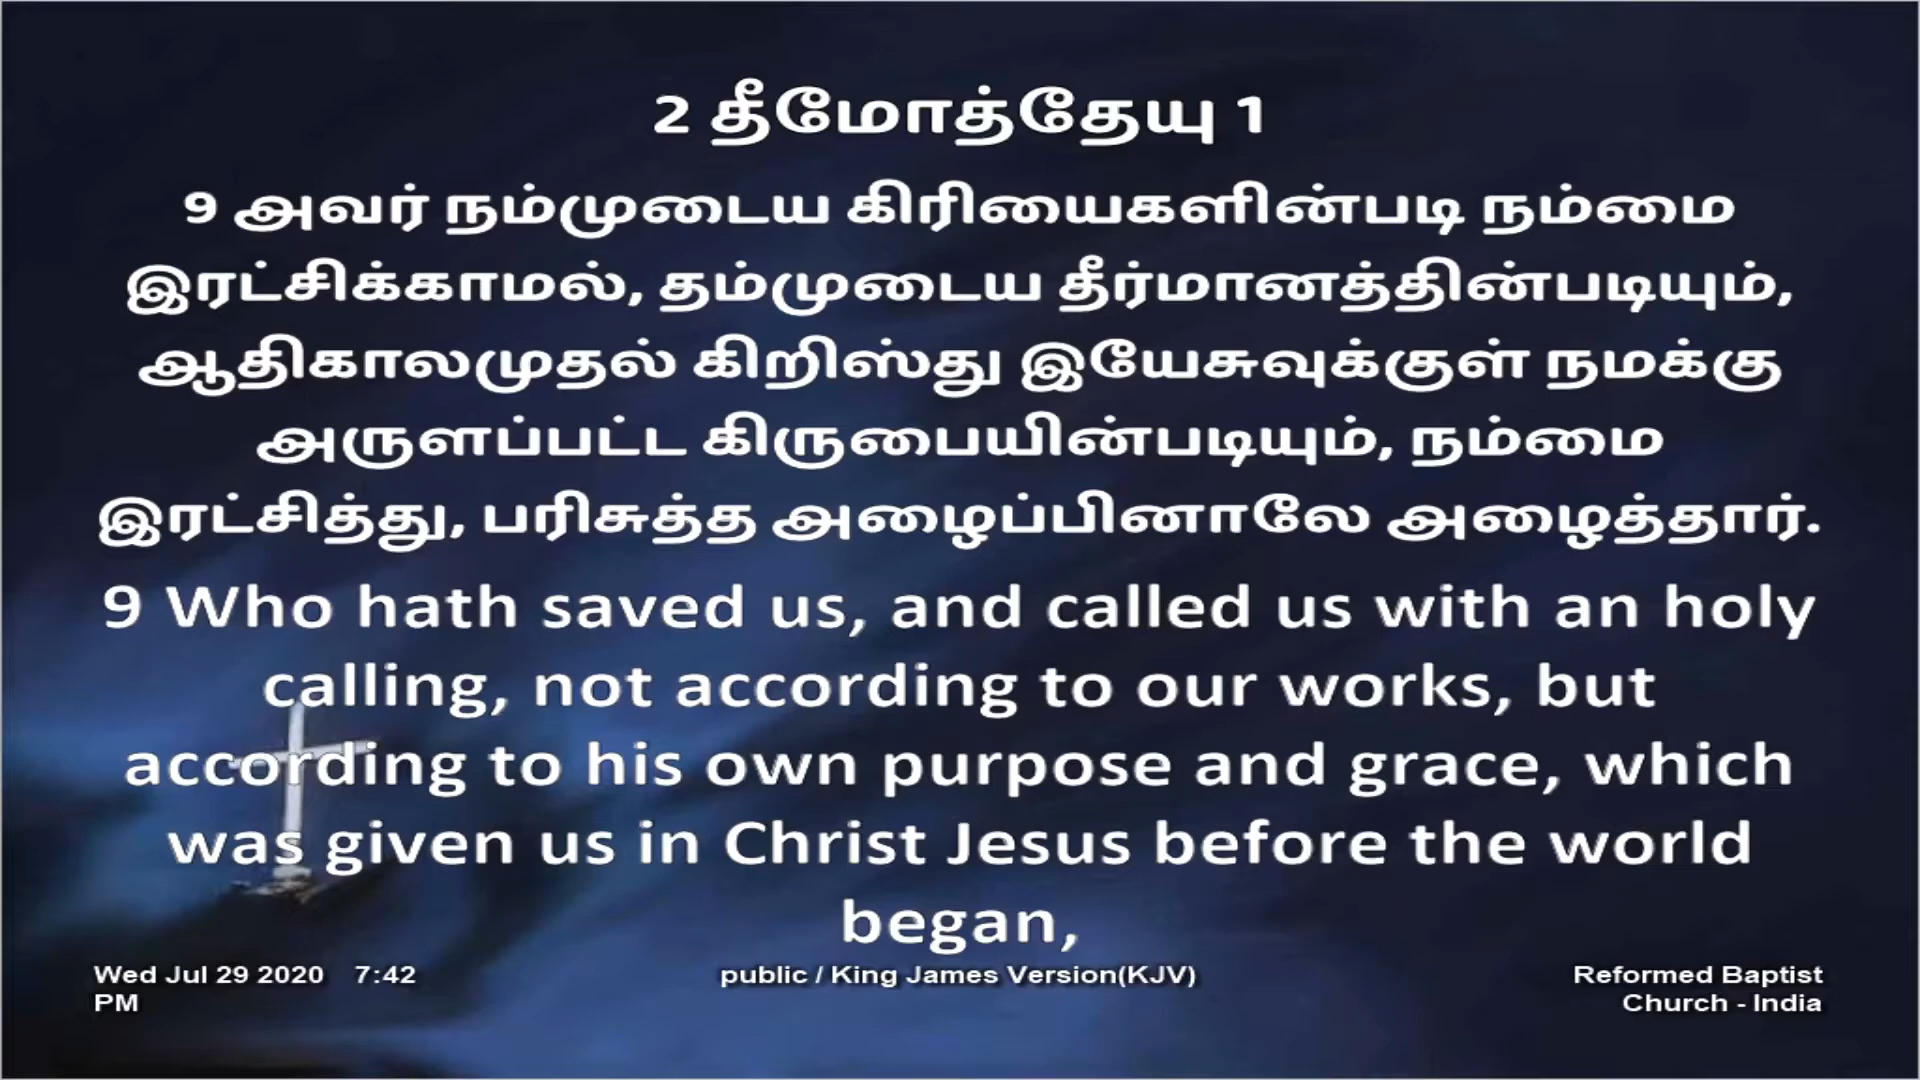 2 தீமோத்தேயு 1
9 அவர் நம்முடைய கிரியைகளின்படி நம்மை
இரட்சிக்காமல், தம்முடைய தீர்மானத்தின்படியும்,
ஆதிகாலமுதல் கிறிஸ்து இயேசுவுக்குள் நமக்கு
அருளப்பட்ட கிருபையின்படியும், நம்மை
இரட்சித்து, பரிசுத்த அழைப்பினாலே அழைத்தார்.
9 Who hath saved us, and called us with an holy
calling, not according to our works, but
according to his own purpose and grace, which
was given us in Christ Jesus before the world
began,
Wed Jul 29 2020 7:42
PM
public / King James Version(KJV)
Reformed Baptist
Church - India